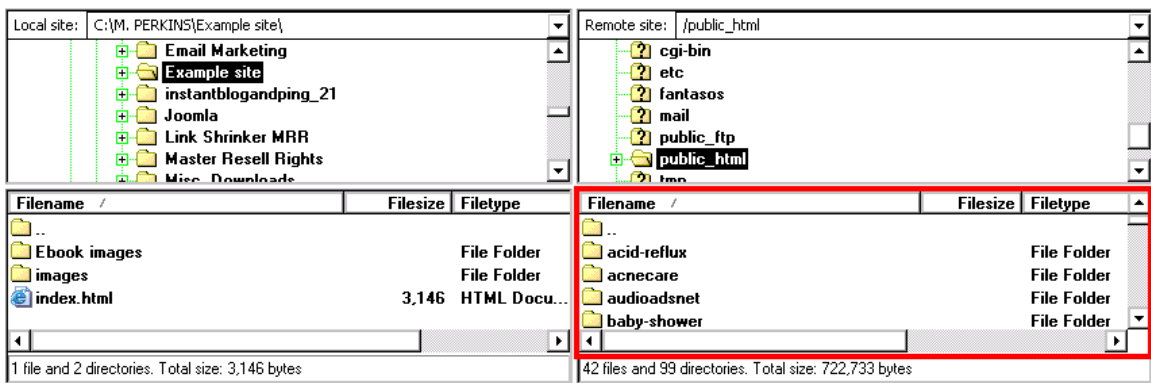 Local site: C:\M. PERKINS\Example site\
Email Marketing
Example site
instantblogandping_21
Joomla
Link Shrinker MRR
Master Resell Rights
Misc. Downloads
Filename / Filesize Filetype
..
Ebook images File Folder
images File Folder
index.html 3,146 HTML Docu...
1 file and 2 directories. Total size: 3,146 bytes
Remote site: /public_html
cgi-bin
etc
fantasos
mail
public_ftp
public_html
tmp
Filename / Filesize Filetype
..
acid-reflux File Folder
acnecare File Folder
audioadsnet File Folder
baby-shower File Folder
42 files and 99 directories. Total size: 722,733 bytes